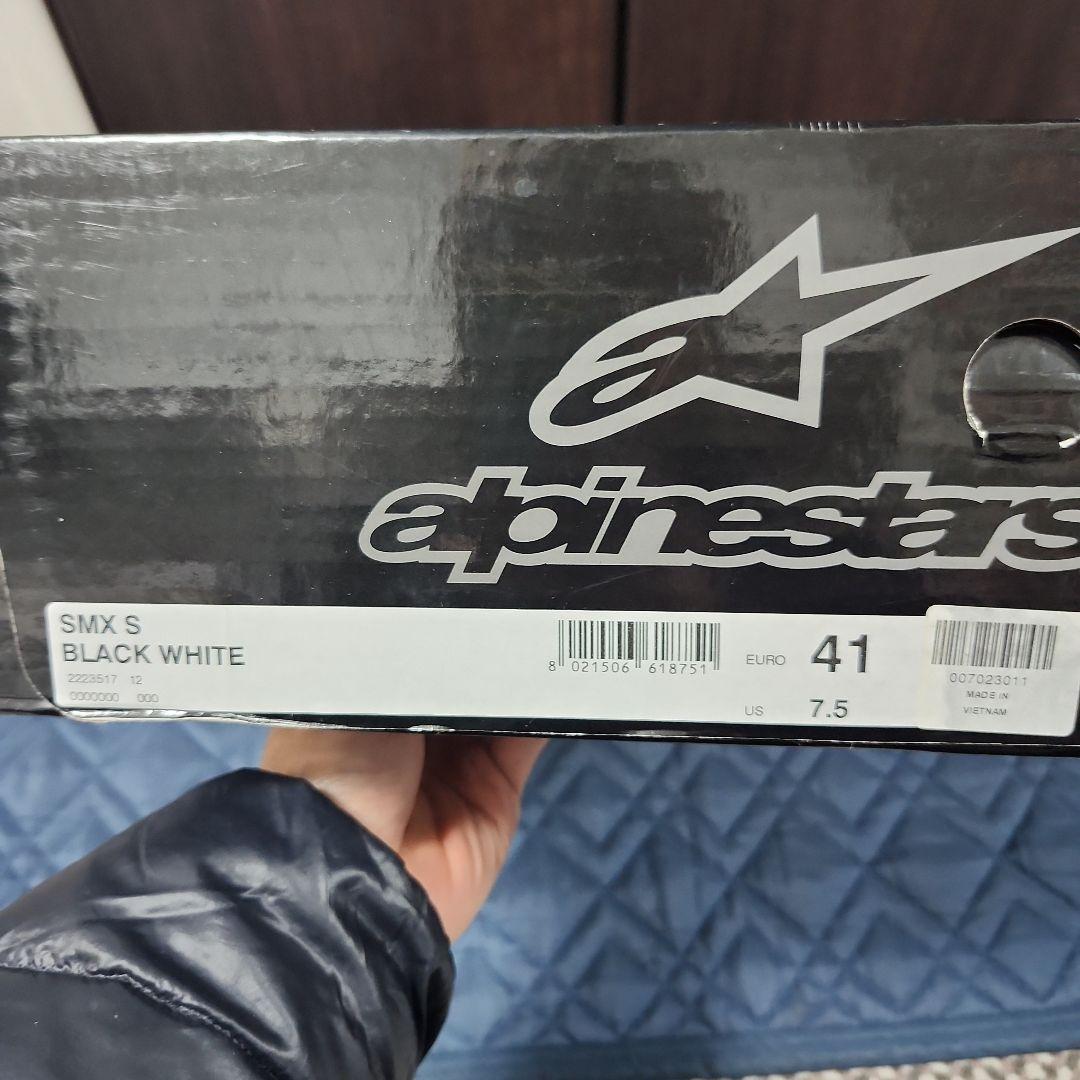 alpinestars
SMX S
BLACK WHITE
2223517 12
0000000 000
8 021506 618751
EURO 41
US 7.5
007023011
MADE IN
VIETNAM